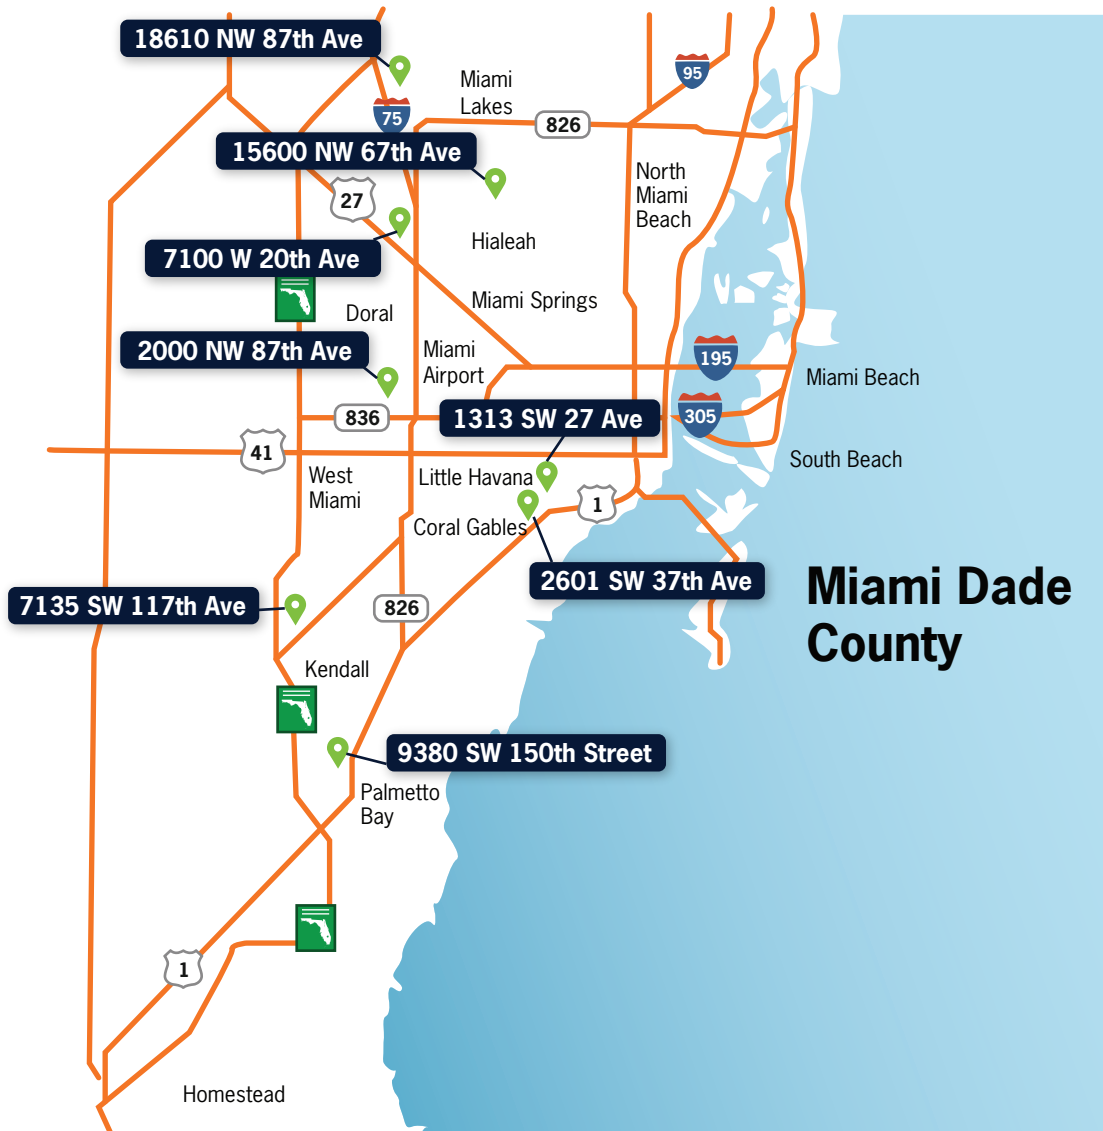 18610 NW 87th Ave
Miami
Lakes
95
75
826
15600 NW 67th Ave
27
North
Miami
Beach
Hialeah
7100 W 20th Ave
Miami Springs
Doral
2000 NW 87th Ave
Miami
Airport
195
Miami Beach
836
1313 SW 27 Ave
305
41
South Beach
West
Miami
Little Havana
1
Coral Gables
2601 SW 37th Ave
Miami Dade
County
7135 SW 117th Ave
826
Kendall
9380 SW 150th Street
Palmetto
Bay
1
Homestead